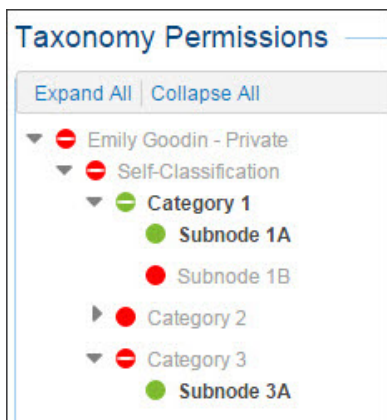 Taxonomy Permissions
Expand All Collapse All
Emily Goodin - Private
Self-Classification
Category 1
Subnode 1A
Subnode 1B
Category 2
Category 3
Subnode 3A